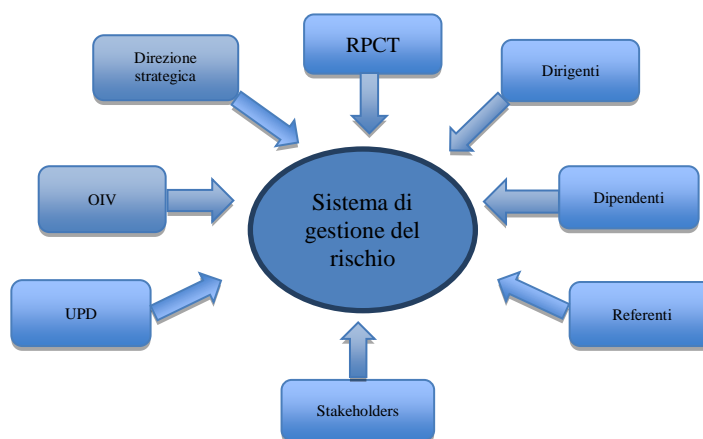 RPCT
Direzione
strategica
Dirigenti
OIV
Sistema di
gestione del
rischio
Dipendenti
UPD
Referenti
Stakeholders